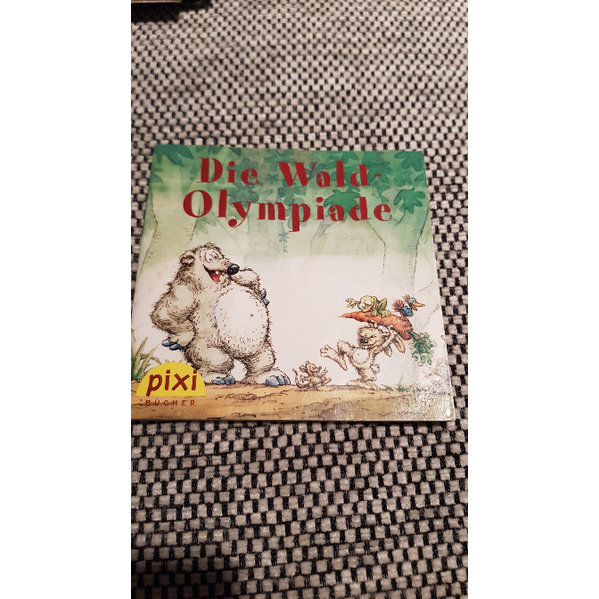 Die Wald-
Olympiade
pixi
BÜCHER